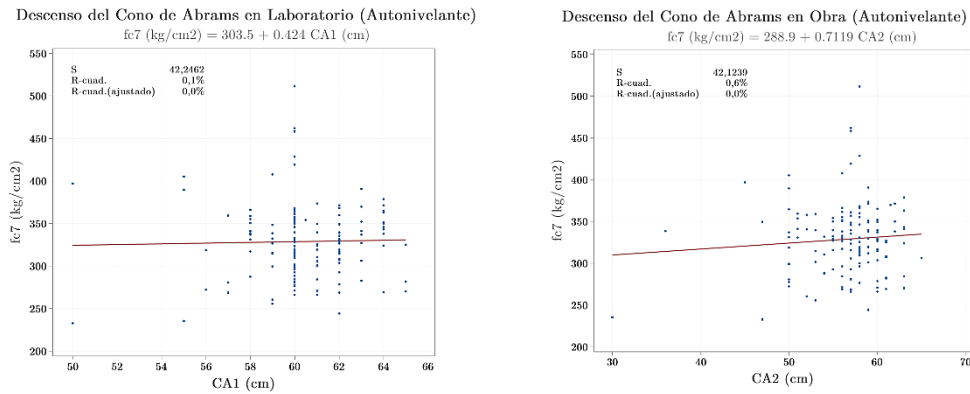 Descenso del Cono de Abrams en Laboratorio (Autonivelante)
fc7 (kg/cm2) = 303.5 + 0.424 CA1 (cm)
S 42,2462
R-cuad. 0,1%
R-cuad.(ajustado) 0,0%
550
500
450
400
350
300
250
200
fc7 (kg/cm2)
50 52 54 56 58 60 62 64 66
CA1 (cm)
Descenso del Cono de Abrams en Obra (Autonivelante)
fc7 (kg/cm2) = 288.9 + 0.7119 CA2 (cm)
S 42,1239
R-cuad. 0,6%
R-cuad.(ajustado) 0,0%
550
500
450
400
350
300
250
200
fc7 (kg/cm2)
30 40 50 60 70
CA2 (cm)